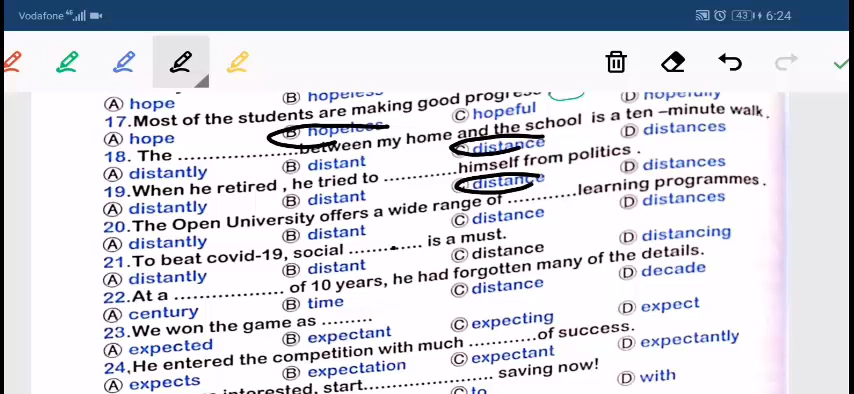 Vodafone 43 6:24
Ⓐ hope Ⓑ hopeless Ⓓ hopefully
17.Most of the students are making good progress
Ⓐ hope Ⓑ hopeless Ⓒ hopeful Ⓓ
18. The ....................between my home and the school is a ten –minute walk.
Ⓐ distantly Ⓑ distant Ⓒ distance Ⓓ distances
19.When he retired , he tried to ............himself from politics .
Ⓐ distantly Ⓑ distant Ⓒ distance Ⓓ distances
20.The Open University offers a wide range of ............learning programmes.
Ⓐ distantly Ⓑ distant Ⓒ distance Ⓓ distances
21.To beat covid-19, social ............ is a must.
Ⓐ distantly Ⓑ distant Ⓒ distance Ⓓ distancing
22.At a .................. of 10 years, he had forgotten many of the details.
Ⓐ century Ⓑ time Ⓒ distance Ⓓ decade
23.We won the game as .........
Ⓐ expected Ⓑ expectant Ⓒ expecting Ⓓ expect
24,He entered the competition with much ............of success.
Ⓐ expects Ⓑ expectation Ⓒ expectant Ⓓ expectantly
interested, start...................... saving now!
Ⓒ to Ⓓ with